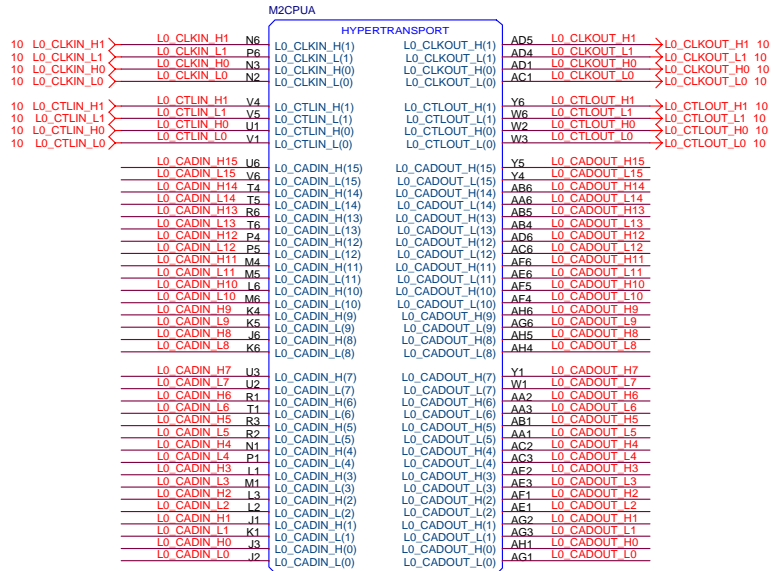 M2CPUA
HYPERTRANSPORT
10 L0_CLKIN_H1 L0_CLKIN_H1 N6 L0_CLKIN_H(1) L0_CLKOUT_H(1) AD5 L0_CLKOUT_H1 L0_CLKOUT_H1 10
10 L0_CLKIN_L1 L0_CLKIN_L1 P6 L0_CLKIN_L(1) L0_CLKOUT_L(1) AD4 L0_CLKOUT_L1 L0_CLKOUT_L1 10
10 L0_CLKIN_H0 L0_CLKIN_H0 N3 L0_CLKIN_H(0) L0_CLKOUT_H(0) AD1 L0_CLKOUT_H0 L0_CLKOUT_H0 10
10 L0_CLKIN_L0 L0_CLKIN_L0 N2 L0_CLKIN_L(0) L0_CLKOUT_L(0) AC1 L0_CLKOUT_L0 L0_CLKOUT_L0 10
10 L0_CTLIN_H1 L0_CTLIN_H1 V4 L0_CTLIN_H(1) L0_CTLOUT_H(1) Y6 L0_CTLOUT_H1 L0_CTLOUT_H1 10
10 L0_CTLIN_L1 L0_CTLIN_L1 V5 L0_CTLIN_L(1) L0_CTLOUT_L(1) W6 L0_CTLOUT_L1 L0_CTLOUT_L1 10
10 L0_CTLIN_H0 L0_CTLIN_H0 U1 L0_CTLIN_H(0) L0_CTLOUT_H(0) W2 L0_CTLOUT_H0 L0_CTLOUT_H0 10
10 L0_CTLIN_L0 L0_CTLIN_L0 V1 L0_CTLIN_L(0) L0_CTLOUT_L(0) W3 L0_CTLOUT_L0 L0_CTLOUT_L0 10
L0_CADIN_H15 U6 L0_CADIN_H(15) L0_CADOUT_H(15) Y5 L0_CADOUT_H15
L0_CADIN_L15 V6 L0_CADIN_L(15) L0_CADOUT_L(15) Y4 L0_CADOUT_L15
L0_CADIN_H14 T4 L0_CADIN_H(14) L0_CADOUT_H(14) AB6 L0_CADOUT_H14
L0_CADIN_L14 T5 L0_CADIN_L(14) L0_CADOUT_L(14) AA6 L0_CADOUT_L14
L0_CADIN_H13 R6 L0_CADIN_H(13) L0_CADOUT_H(13) AB5 L0_CADOUT_H13
L0_CADIN_L13 T6 L0_CADIN_L(13) L0_CADOUT_L(13) AB4 L0_CADOUT_L13
L0_CADIN_H12 P4 L0_CADIN_H(12) L0_CADOUT_H(12) AD6 L0_CADOUT_H12
L0_CADIN_L12 P5 L0_CADIN_L(12) L0_CADOUT_L(12) AC6 L0_CADOUT_L12
L0_CADIN_H11 M4 L0_CADIN_H(11) L0_CADOUT_H(11) AF6 L0_CADOUT_H11
L0_CADIN_L11 M5 L0_CADIN_L(11) L0_CADOUT_L(11) AE6 L0_CADOUT_L11
L0_CADIN_H10 L6 L0_CADIN_H(10) L0_CADOUT_H(10) AF5 L0_CADOUT_H10
L0_CADIN_L10 M6 L0_CADIN_L(10) L0_CADOUT_L(10) AF4 L0_CADOUT_L10
L0_CADIN_H9 K4 L0_CADIN_H(9) L0_CADOUT_H(9) AH6 L0_CADOUT_H9
L0_CADIN_L9 K5 L0_CADIN_L(9) L0_CADOUT_L(9) AG6 L0_CADOUT_L9
L0_CADIN_H8 J6 L0_CADIN_H(8) L0_CADOUT_H(8) AH5 L0_CADOUT_H8
L0_CADIN_L8 K6 L0_CADIN_L(8) L0_CADOUT_L(8) AH4 L0_CADOUT_L8
L0_CADIN_H7 U3 L0_CADIN_H(7) L0_CADOUT_H(7) Y1 L0_CADOUT_H7
L0_CADIN_L7 U2 L0_CADIN_L(7) L0_CADOUT_L(7) W1 L0_CADOUT_L7
L0_CADIN_H6 R1 L0_CADIN_H(6) L0_CADOUT_H(6) AA2 L0_CADOUT_H6
L0_CADIN_L6 T1 L0_CADIN_L(6) L0_CADOUT_L(6) AA3 L0_CADOUT_L6
L0_CADIN_H5 R3 L0_CADIN_H(5) L0_CADOUT_H(5) AB1 L0_CADOUT_H5
L0_CADIN_L5 R2 L0_CADIN_L(5) L0_CADOUT_L(5) AA1 L0_CADOUT_L5
L0_CADIN_H4 N1 L0_CADIN_H(4) L0_CADOUT_H(4) AC2 L0_CADOUT_H4
L0_CADIN_L4 P1 L0_CADIN_L(4) L0_CADOUT_L(4) AC3 L0_CADOUT_L4
L0_CADIN_H3 L1 L0_CADIN_H(3) L0_CADOUT_H(3) AE2 L0_CADOUT_H3
L0_CADIN_L3 M1 L0_CADIN_L(3) L0_CADOUT_L(3) AE3 L0_CADOUT_L3
L0_CADIN_H2 L3 L0_CADIN_H(2) L0_CADOUT_H(2) AF1 L0_CADOUT_H2
L0_CADIN_L2 L2 L0_CADIN_L(2) L0_CADOUT_L(2) AE1 L0_CADOUT_L2
L0_CADIN_H1 J1 L0_CADIN_H(1) L0_CADOUT_H(1) AG2 L0_CADOUT_H1
L0_CADIN_L1 K1 L0_CADIN_L(1) L0_CADOUT_L(1) AG3 L0_CADOUT_L1
L0_CADIN_H0 J3 L0_CADIN_H(0) L0_CADOUT_H(0) AH1 L0_CADOUT_H0
L0_CADIN_L0 J2 L0_CADIN_L(0) L0_CADOUT_L(0) AG1 L0_CADOUT_L0